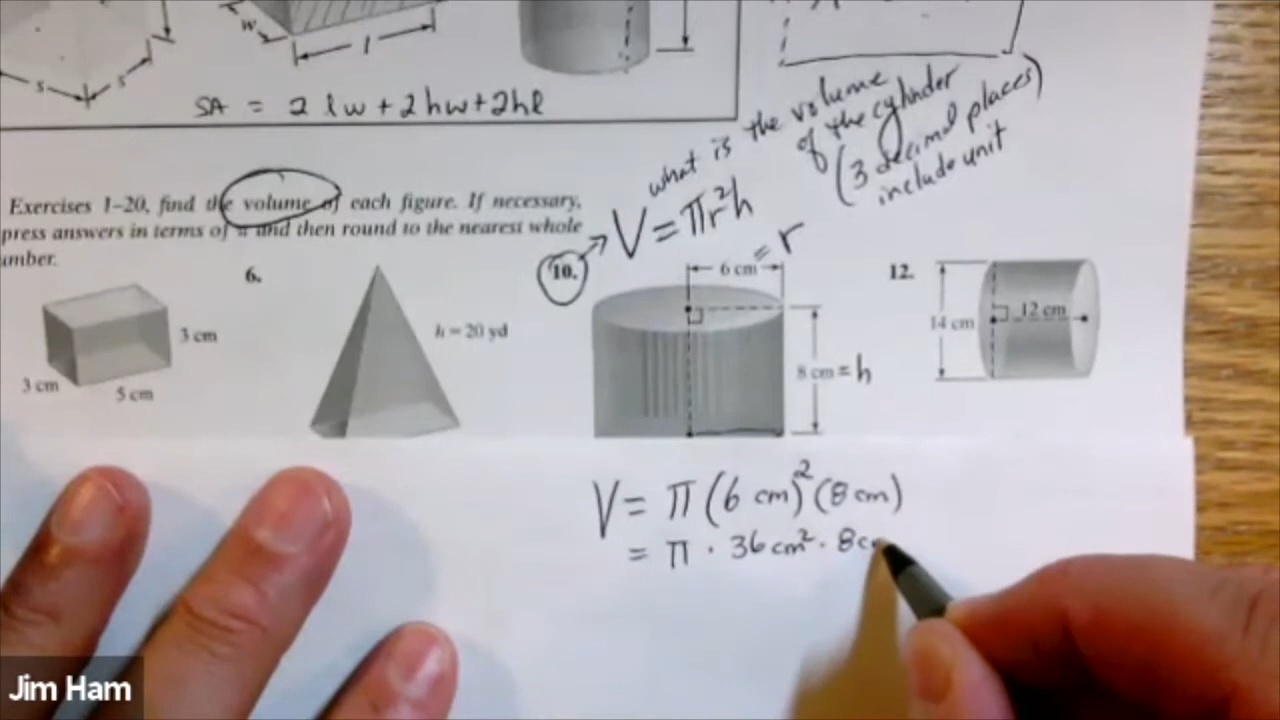 w
l
s
s
SA = 2 lw + 2hw + 2hl
what is the volume
of the cylinder
(3 decimal places)
include unit
Exercises 1–20, find the volume of each figure. If necessary,
press answers in terms of π and then round to the nearest whole
umber.
V = πr²h
= r
6.
10.
12.
6 cm
3 cm
3 cm
5 cm
h = 20 yd
8 cm = h
14 cm
12 cm
V = π (6 cm)² (8 cm)
= π · 36 cm² · 8 c
Jim Ham